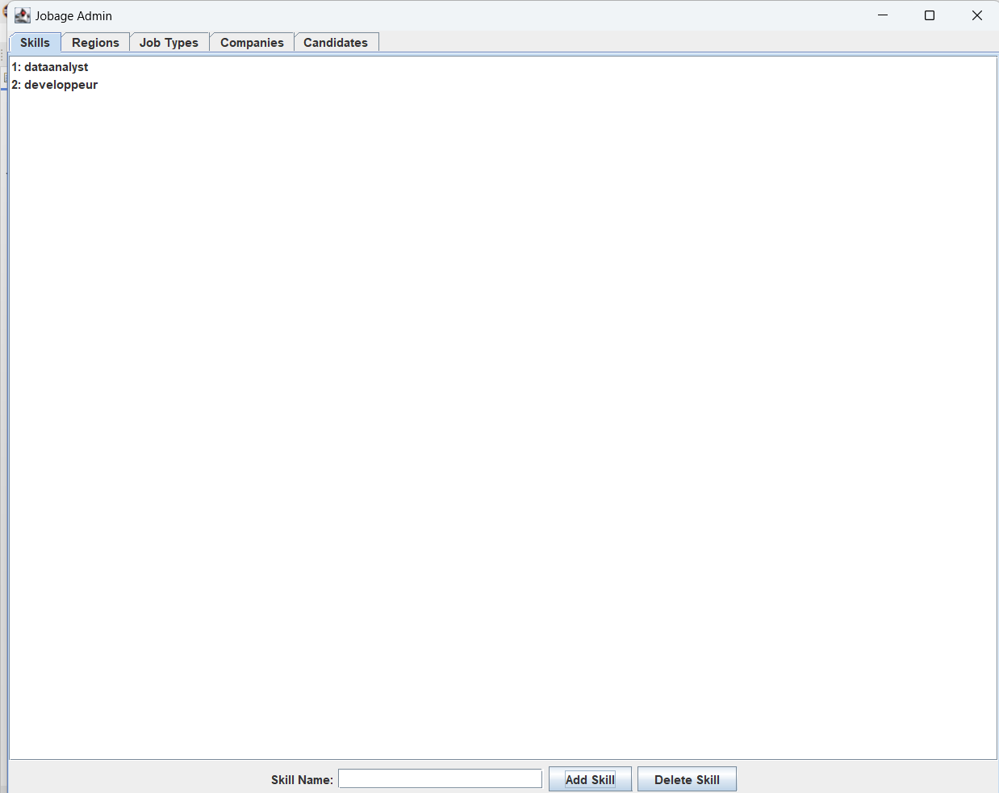 Jobage Admin
Skills Regions Job Types Companies Candidates
1: dataanalyst
2: developpeur
Skill Name: Add Skill Delete Skill